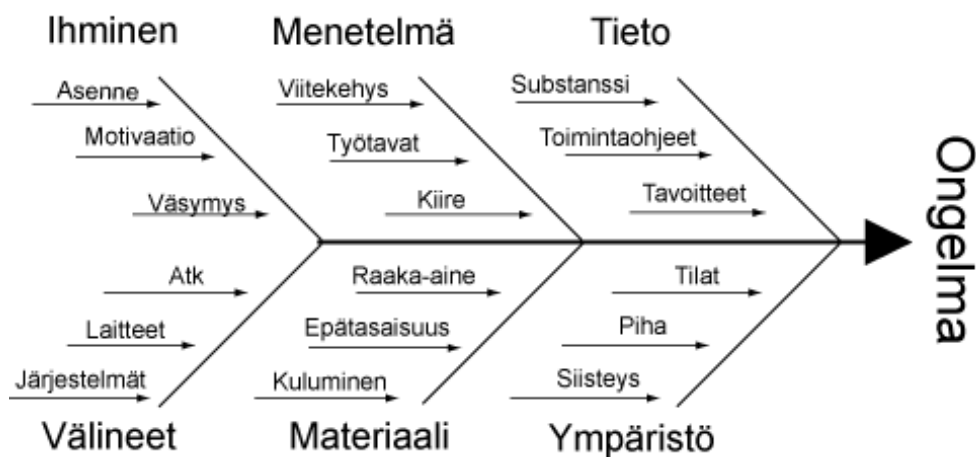 Ihminen
Menetelmä
Tieto
Asenne
Motivaatio
Väsymys
Viitekehys
Työtavat
Kiire
Substanssi
Toimintaohjeet
Tavoitteet
Ongelma
Atk
Laitteet
Järjestelmät
Raaka-aine
Epätasaisuus
Kuluminen
Tilat
Piha
Siisteys
Välineet
Materiaali
Ympäristö